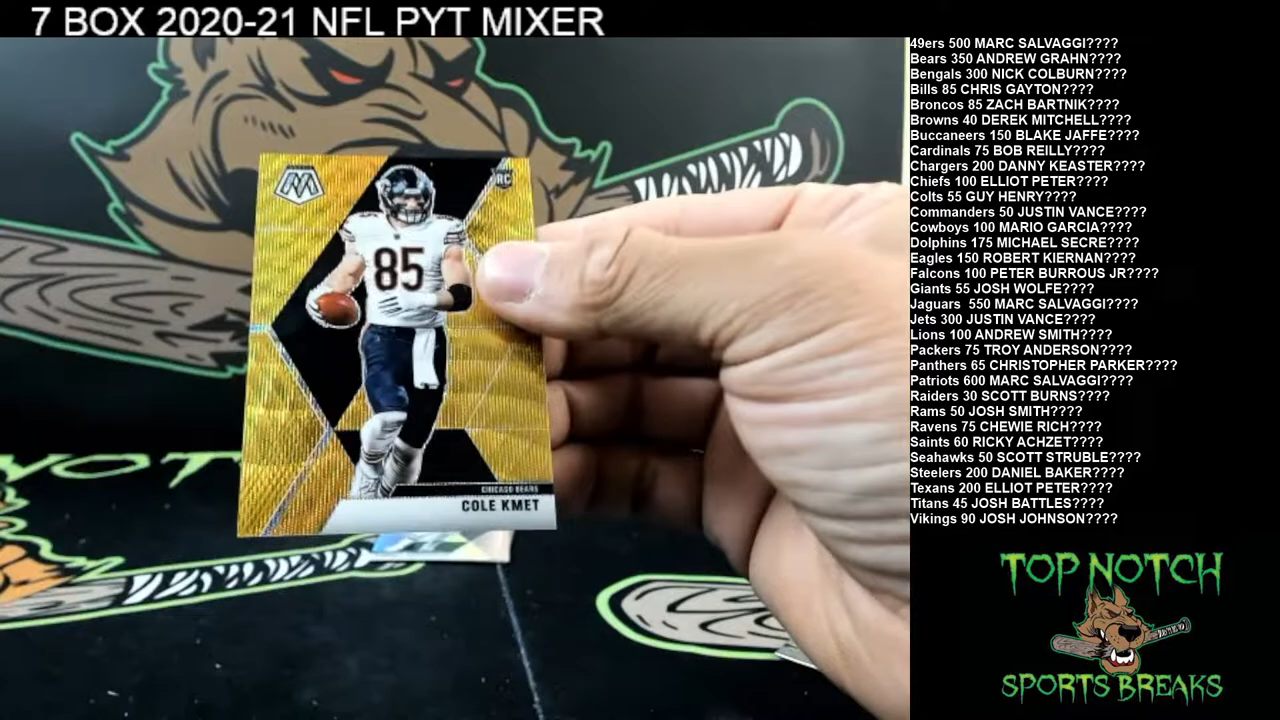 7 BOX 2020-21 NFL PYT MIXER
49ers 500 MARC SALVAGGI????
Bears 350 ANDREW GRAHN????
Bengals 300 NICK COLBURN????
Bills 85 CHRIS GAYTON????
Broncos 85 ZACH BARTNIK????
Browns 40 DEREK MITCHELL????
Buccaneers 150 BLAKE JAFFE????
Cardinals 75 BOB REILLY????
Chargers 200 DANNY KEASTER????
Chiefs 100 ELLIOT PETER????
Colts 55 GUY HENRY????
Commanders 50 JUSTIN VANCE????
Cowboys 100 MARIO GARCIA????
Dolphins 175 MICHAEL SECRE????
Eagles 150 ROBERT KIERNAN????
Falcons 100 PETER BURROUS JR????
Giants 55 JOSH WOLFE????
Jaguars  550 MARC SALVAGGI????
Jets 300 JUSTIN VANCE????
Lions 100 ANDREW SMITH????
Packers 75 TROY ANDERSON????
Panthers 65 CHRISTOPHER PARKER????
Patriots 600 MARC SALVAGGI????
Raiders 30 SCOTT BURNS????
Rams 50 JOSH SMITH????
Ravens 75 CHEWIE RICH????
Saints 60 RICKY ACHZET????
Seahawks 50 SCOTT STRUBLE????
Steelers 200 DANIEL BAKER????
Texans 200 ELLIOT PETER????
Titans 45 JOSH BATTLES????
Vikings 90 JOSH JOHNSON????
RC
85
CHICAGO BEARS
COLE KMET
NOT
TOP NOTCH
SPORTS BREAKS